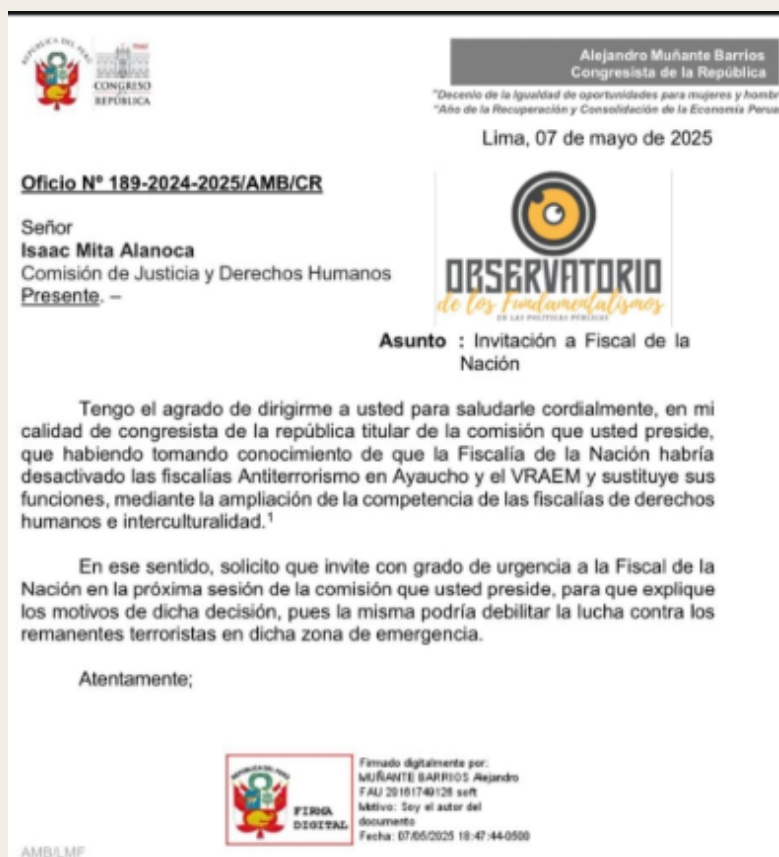 REPÚBLICA DEL PERÚ
CONGRESO
REPÚBLICA
Alejandro Muñante Barrios
Congresista de la República
"Decenio de la Igualdad de oportunidades para mujeres y hombr
"Año de la Recuperación y Consolidación de la Economía Perua
Lima, 07 de mayo de 2025
Oficio Nº 189-2024-2025/AMB/CR
Señor
Isaac Mita Alanoca
Comisión de Justicia y Derechos Humanos
Presente. –
OBSERVATORIO
de los Fundamentalismos
EN LAS POLÍTICAS PÚBLICAS
Asunto : Invitación a Fiscal de la
Nación
Tengo el agrado de dirigirme a usted para saludarle cordialmente, en mi
calidad de congresista de la república titular de la comisión que usted preside,
que habiendo tomando conocimiento de que la Fiscalía de la Nación habría
desactivado las fiscalías Antiterrorismo en Ayaucho y el VRAEM y sustituye sus
funciones, mediante la ampliación de la competencia de las fiscalías de derechos
humanos e interculturalidad.¹
En ese sentido, solicito que invite con grado de urgencia a la Fiscal de la
Nación en la próxima sesión de la comisión que usted preside, para que explique
los motivos de dicha decisión, pues la misma podría debilitar la lucha contra los
remanentes terroristas en dicha zona de emergencia.
Atentamente;
FIRMA
DIGITAL
Firmado digitalmente por:
MUÑANTE BARRIOS Alejandro
FAU 20161749126 soft
Motivo: Soy el autor del
documento
Fecha: 07/05/2025 18:47:44-0500
AMB/LMF